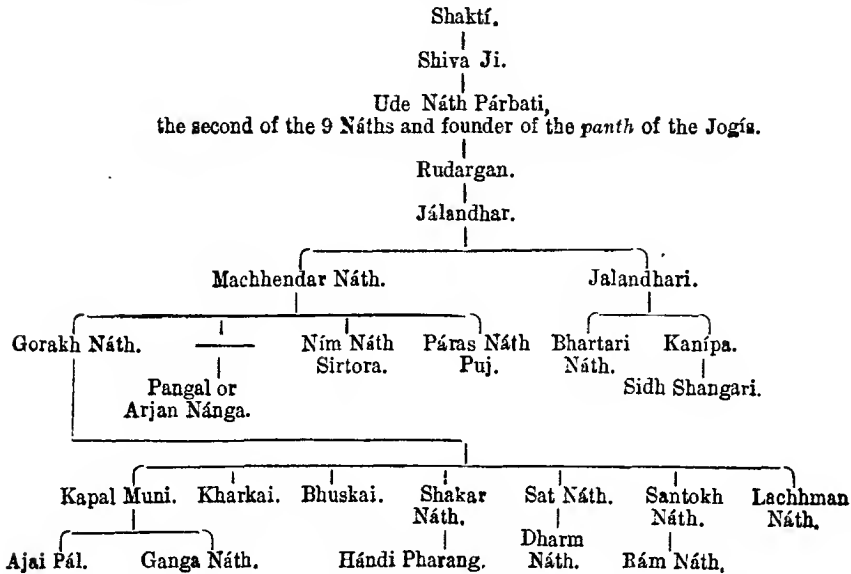 Shaktí.
Shiva Ji.
Ude Náth Párbati,
the second of the 9 Náths and founder of the panth of the Jogís.
Rudargan.
Jálandhar.
Machhendar Náth. Jalandhari.
Gorakh Náth. Ním Náth Páras Náth Bhartari Kanípa.
Sirtora. Puj. Náth.
Pangal or Sidh Shangari.
Arjan Nánga.
Kapal Muni. Kharkai. Bhuskai. Shakar Sat Náth. Santokh Lachhman
Náth. Náth. Náth.
Ajai Pál. Ganga Náth. Hándi Pharang. Dharm Rám Náth.
Náth.